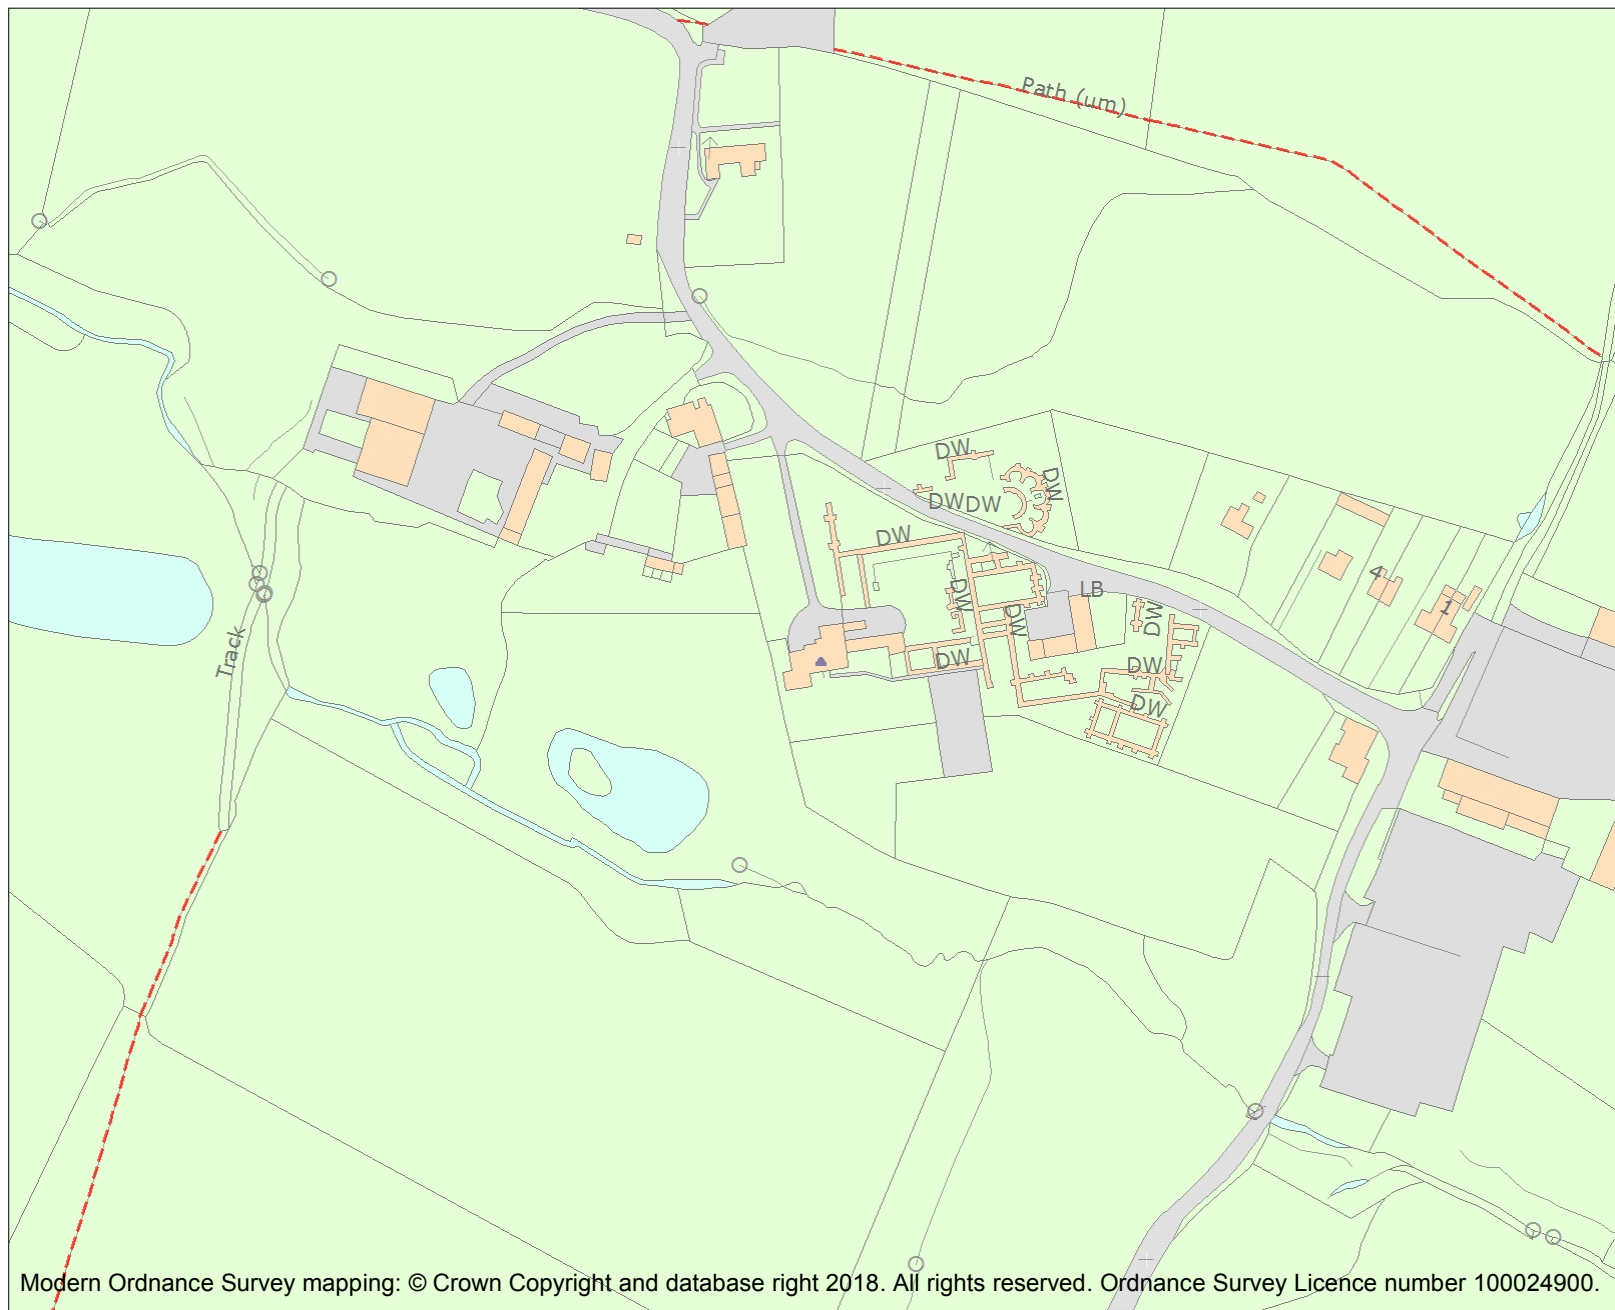 Path (um)
DW
DW
DWDW
DW
DW
LB
DW
DW
DW
DW
DW
DW
4
1
Track
Modern Ordnance Survey mapping: © Crown Copyright and database right 2018. All rights reserved. Ordnance Survey Licence number 100024900.